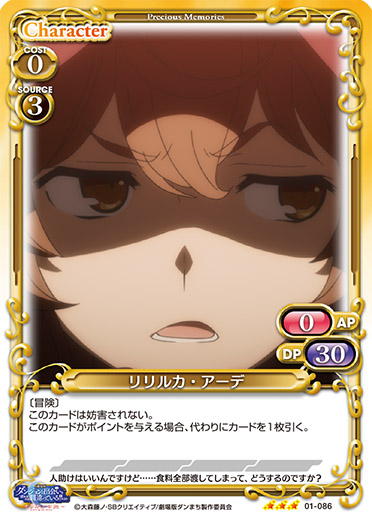 Precious Memories
Character
COST
0
SOURCE
3
0 AP
DP 30
リリルカ・アーデ
〔冒険〕
このカードは妨害されない。
このカードがポイントを与える場合、代わりにカードを1枚引く。
人助けはいいんですけど……食料全部渡してしまって、どうするのですか?
©大森藤ノ・SBクリエイティブ/劇場版ダンまち製作委員会
01-086